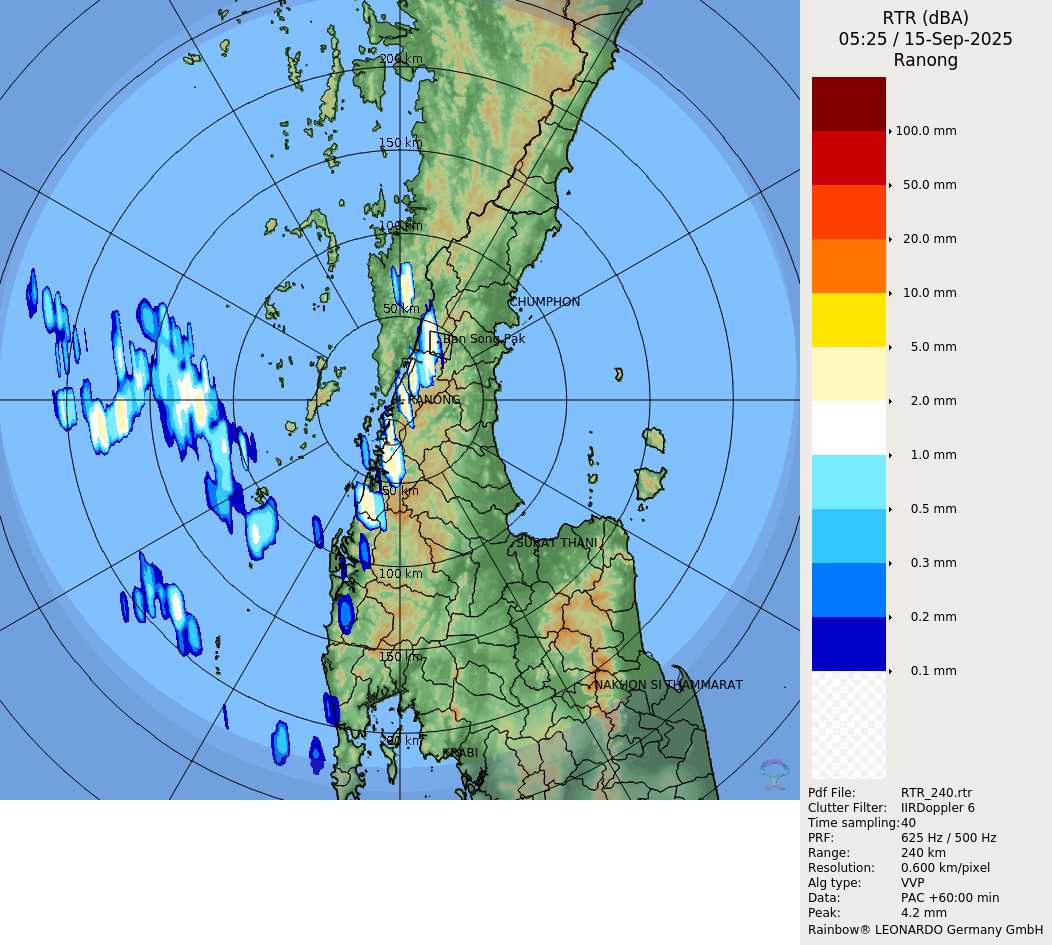 RTR (dBA)
05:25 / 15-Sep-2025
Ranong
200 km
150 km
100 km
50 km
CHUMPHON
Ban Song Pak
RANONG
50 km
SURAT THANI
100 km
150 km
NAKHON SI THAMMARAT
200 km
KRABI
100.0 mm
50.0 mm
20.0 mm
10.0 mm
5.0 mm
2.0 mm
1.0 mm
0.5 mm
0.3 mm
0.2 mm
0.1 mm
Pdf File: RTR_240.rtr
Clutter Filter: IIRDoppler 6
Time sampling: 40
PRF: 625 Hz / 500 Hz
Range: 240 km
Resolution: 0.600 km/pixel
Alg type: VVP
Data: PAC +60:00 min
Peak: 4.2 mm
Rainbow® LEONARDO Germany GmbH